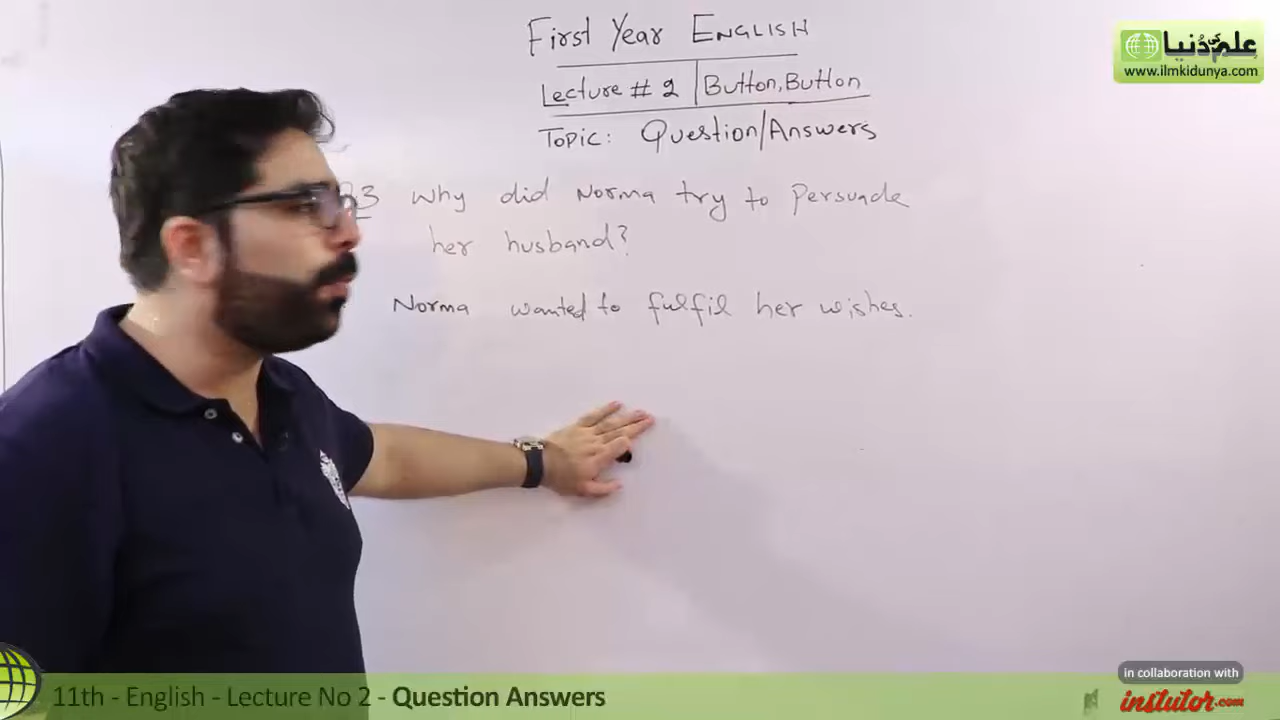 First Year ENGLISH
Lecture # 2 | Button, Button
Topic: Question/Answers
3 Why did Norma try to Persuade
her husband?
Norma wanted to fulfil her wishes.
علم کی دنیا
www.ilmkidunya.com
11th - English - Lecture No 2 - Question Answers
in collaboration with
instutor.com